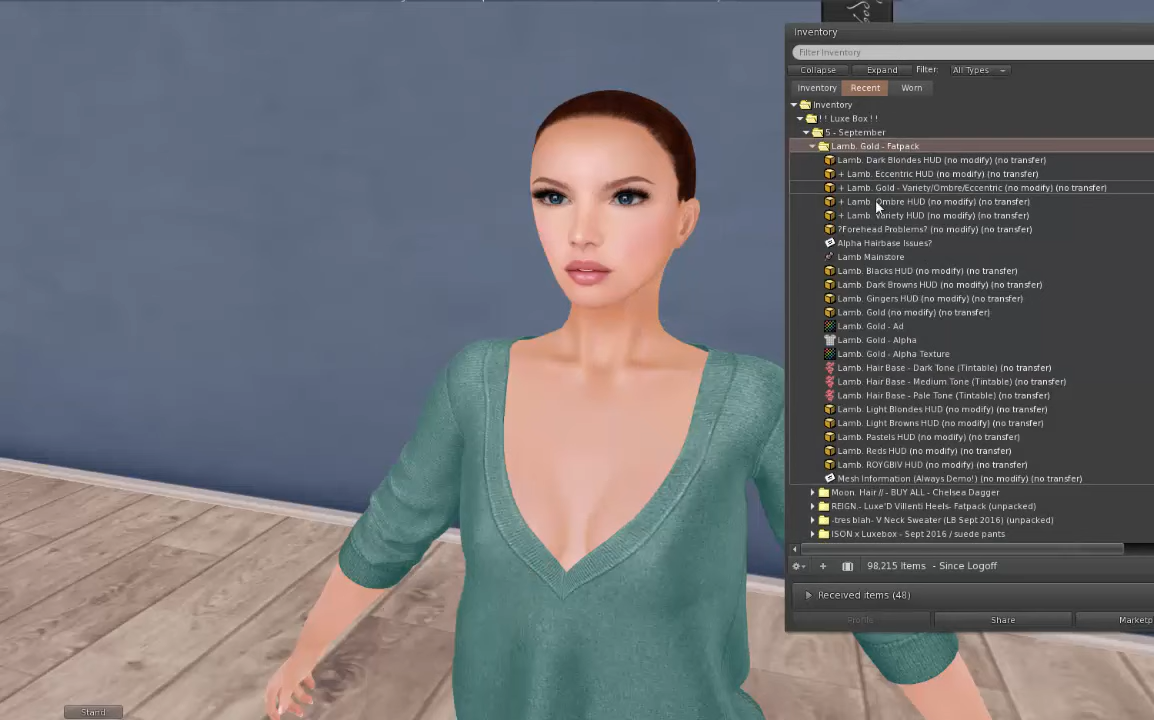 Inventory
Filter Inventory
Collapse Expand Filter: All Types
Inventory Recent Worn
Inventory
! ! Luxe Box ! !
5 - September
Lamb. Gold - Fatpack
Lamb. Dark Blondes HUD (no modify) (no transfer)
+ Lamb. Eccentric HUD (no modify) (no transfer)
+ Lamb. Gold - Variety/Ombre/Eccentric (no modify) (no transfer)
+ Lamb. Ombre HUD (no modify) (no transfer)
+ Lamb. Variety HUD (no modify) (no transfer)
?Forehead Problems? (no modify) (no transfer)
Alpha Hairbase Issues?
Lamb Mainstore
Lamb. Blacks HUD (no modify) (no transfer)
Lamb. Dark Browns HUD (no modify) (no transfer)
Lamb. Gingers HUD (no modify) (no transfer)
Lamb. Gold (no modify) (no transfer)
Lamb. Gold - Ad
Lamb. Gold - Alpha
Lamb. Gold - Alpha Texture
Lamb. Hair Base - Dark Tone (Tintable) (no transfer)
Lamb. Hair Base - Medium Tone (Tintable) (no transfer)
Lamb. Hair Base - Pale Tone (Tintable) (no transfer)
Lamb. Light Blondes HUD (no modify) (no transfer)
Lamb. Light Browns HUD (no modify) (no transfer)
Lamb. Pastels HUD (no modify) (no transfer)
Lamb. Reds HUD (no modify) (no transfer)
Lamb. ROYGBIV HUD (no modify) (no transfer)
Mesh Information (Always Demo!) (no modify) (no transfer)
Moon. Hair // - BUY ALL - Chelsea Dagger
REIGN.- Luxe'D Villenti Heels- Fatpack (unpacked)
-tres blah- V Neck Sweater (LB Sept 2016) (unpacked)
ISON x Luxebox - Sept 2016 / suede pants
98,215 Items - Since Logoff
Received items (48)
Profile Share Marketp
Stand